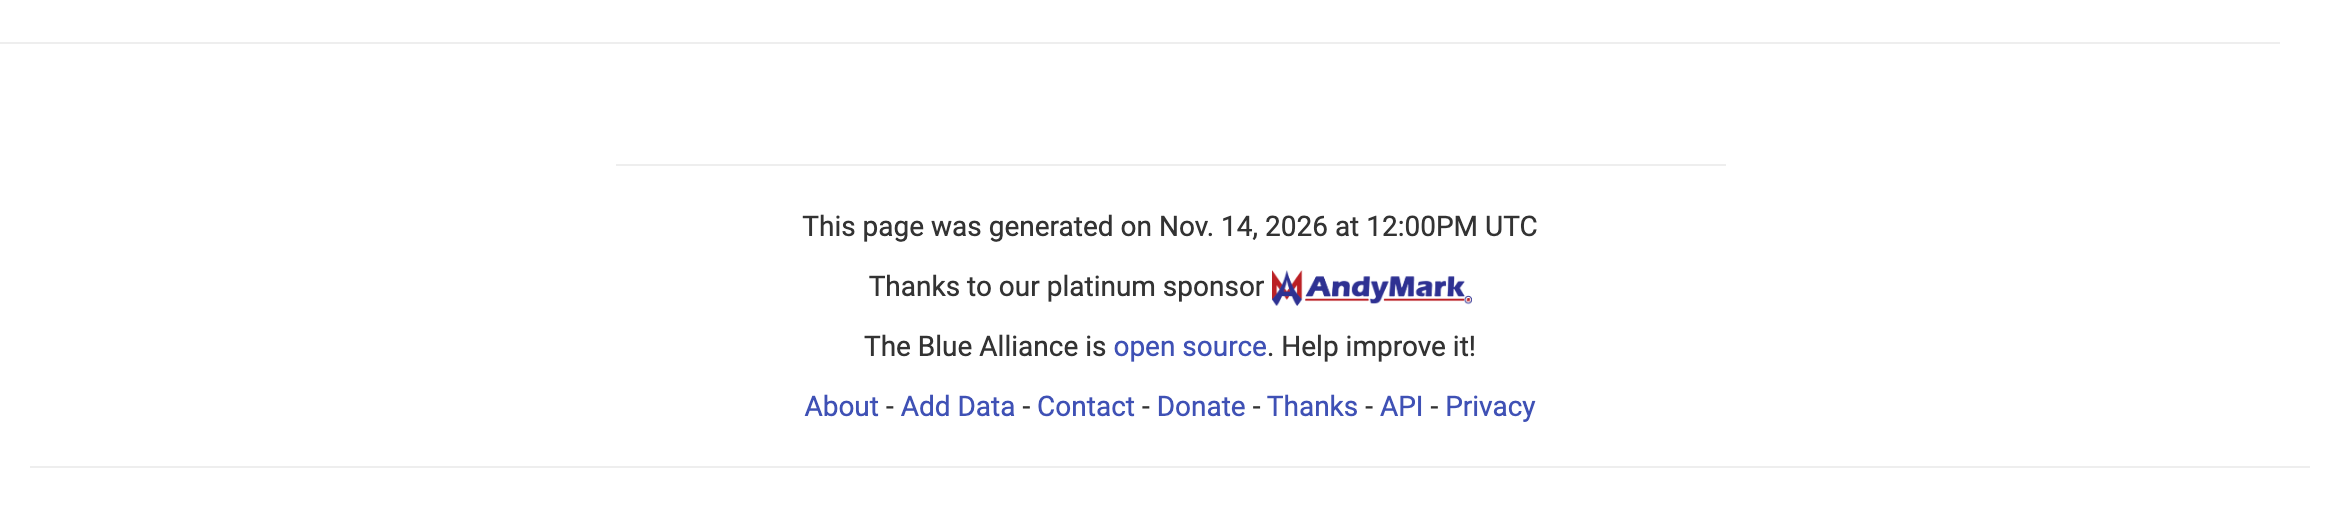 This page was generated on Nov. 14, 2026 at 12:00PM UTC
Thanks to our platinum sponsor AndyMark
The Blue Alliance is open source. Help improve it!
About - Add Data - Contact - Donate - Thanks - API - Privacy